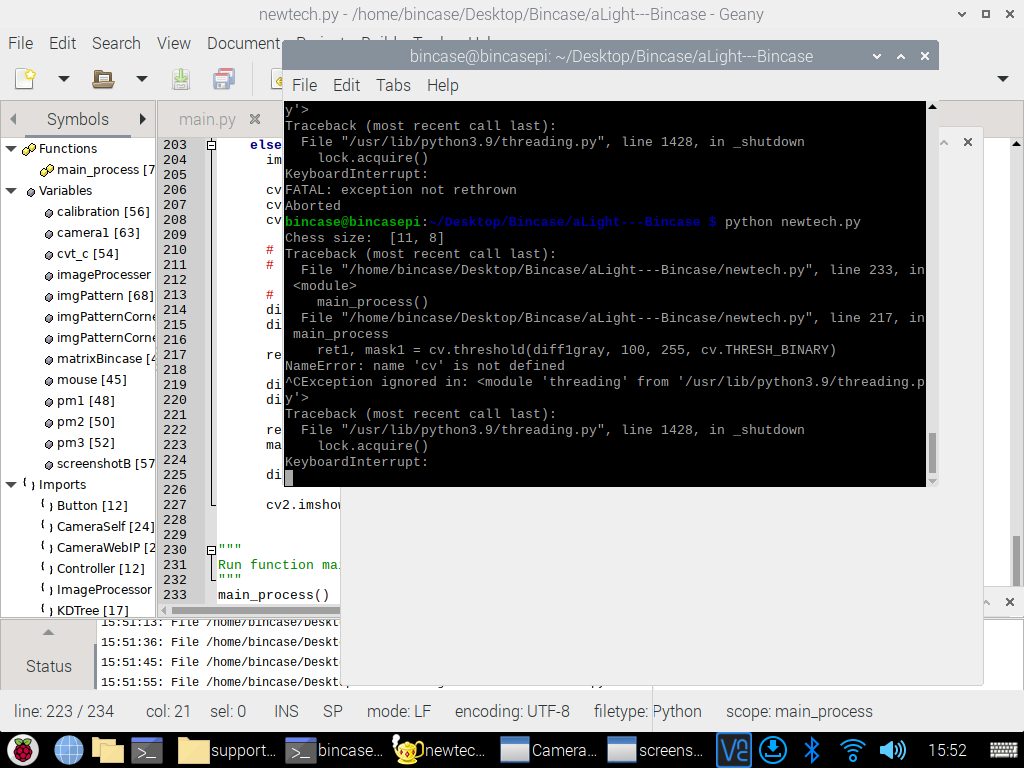 newtech.py - /home/bincase/Desktop/Bincase/aLight---Bincase - Geany
File Edit Search View Document
bincase@bincasepi: ~/Desktop/Bincase/aLight---Bincase
File Edit Tabs Help
y'>
Traceback (most recent call last):
File "/usr/lib/python3.9/threading.py", line 1428, in _shutdown
lock.acquire()
KeyboardInterrupt:
FATAL: exception not rethrown
Aborted
bincase@bincasepi:~/Desktop/Bincase/aLight---Bincase $ python newtech.py
Chess size:  [11, 8]
Traceback (most recent call last):
File "/home/bincase/Desktop/Bincase/aLight---Bincase/newtech.py", line 233, in
<module>
main_process()
File "/home/bincase/Desktop/Bincase/aLight---Bincase/newtech.py", line 217, in
main_process
ret1, mask1 = cv.threshold(diff1gray, 100, 255, cv.THRESH_BINARY)
NameError: name 'cv' is not defined
^CException ignored in: <module 'threading' from '/usr/lib/python3.9/threading.p
y'>
Traceback (most recent call last):
File "/usr/lib/python3.9/threading.py", line 1428, in _shutdown
lock.acquire()
KeyboardInterrupt:
Symbols
main.py
Functions
main_process [7
Variables
calibration [56]
camera1 [63]
cvt_c [54]
imageProcesser
imgPattern [68]
imgPatternCorne
imgPatternCorne
matrixBincase [4
mouse [45]
pm1 [48]
pm2 [50]
pm3 [52]
screenshotB [57
Imports
Button [12]
CameraSelf [24]
CameraWebIP [2
Controller [12]
ImageProcessor
KDTree [17]
203 else
204 im
205
206 cv
207 cv
208 cv
209
210 #
211 #
212
213 #
214 di
215 di
216
217 re
218
219 di
220 di
221
222 re
223 ma
224
225 di
226
227 cv2.imshow
228
229
230 """
231 Run function mai
232 """
233 main_process()
Status
15:51:13: File /home/bincase/Deskt
15:51:36: File /home/bincase/Deskt
15:51:45: File /home/bincase/Deskt
15:51:55: File /home/bincase/Deskt
line: 223 / 234 col: 21 sel: 0 INS SP mode: LF encoding: UTF-8 filetype: Python scope: main_process
support... bincase... newtec... Camera... screens... 15:52